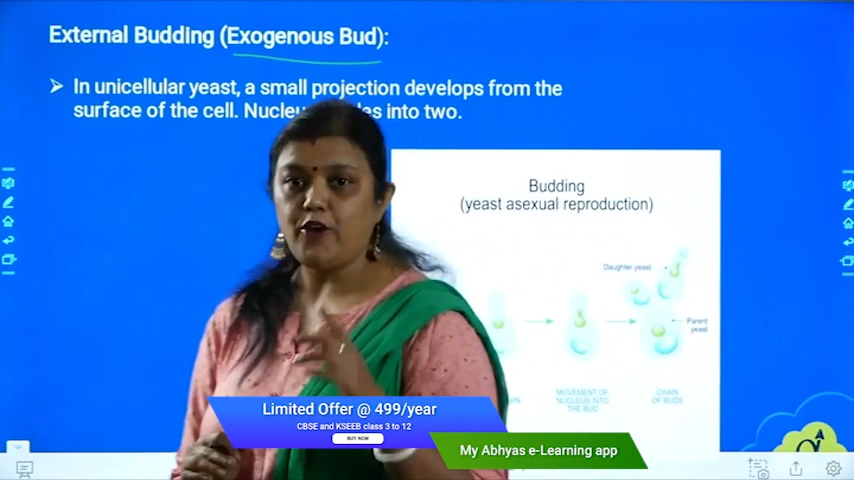 External Budding (Exogenous Bud):
In unicellular yeast, a small projection develops from the
surface of the cell. into two.
Budding
(yeast asexual reproduction)
Daughter yeast
Parent
yeast
MOVEMENT OF
NUCLEUS INTO
THE BUD
CHAIN
OF BUDS
Limited Offer @ 499/year
CBSE and KSEEB class 3 to 12
BUY NOW
My Abhyas e-Learning app